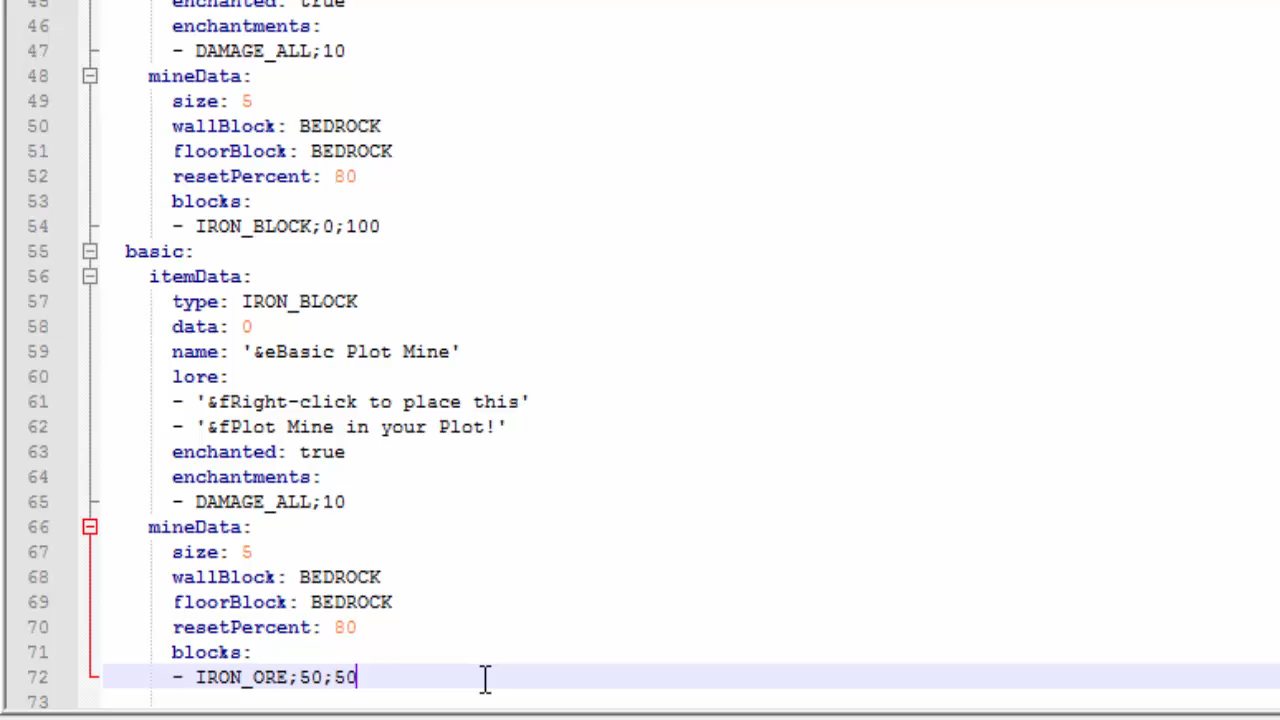 45 enchanted: true
46 enchantments:
47 - DAMAGE_ALL;10
48 mineData:
49 size: 5
50 wallBlock: BEDROCK
51 floorBlock: BEDROCK
52 resetPercent: 80
53 blocks:
54 - IRON_BLOCK;0;100
55 basic:
56 itemData:
57 type: IRON_BLOCK
58 data: 0
59 name: '&eBasic Plot Mine'
60 lore:
61 - '&fRight-click to place this'
62 - '&fPlot Mine in your Plot!'
63 enchanted: true
64 enchantments:
65 - DAMAGE_ALL;10
66 mineData:
67 size: 5
68 wallBlock: BEDROCK
69 floorBlock: BEDROCK
70 resetPercent: 80
71 blocks:
72 - IRON_ORE;50;50
73